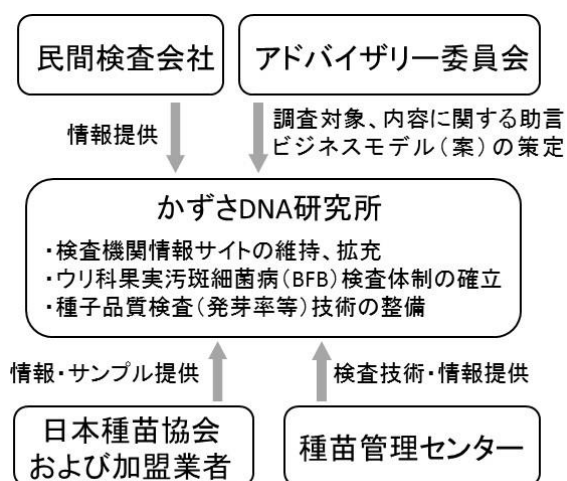 民間検査会社
アドバイザリー委員会
情報提供
調査対象、内容に関する助言
ビジネスモデル（案）の策定
かずさDNA研究所
・検査機関情報サイトの維持、拡充
・ウリ科果実汚斑細菌病（BFB）検査体制の確立
・種子品質検査（発芽率等）技術の整備
情報・サンプル提供
検査技術・情報提供
日本種苗協会
および加盟業者
種苗管理センター